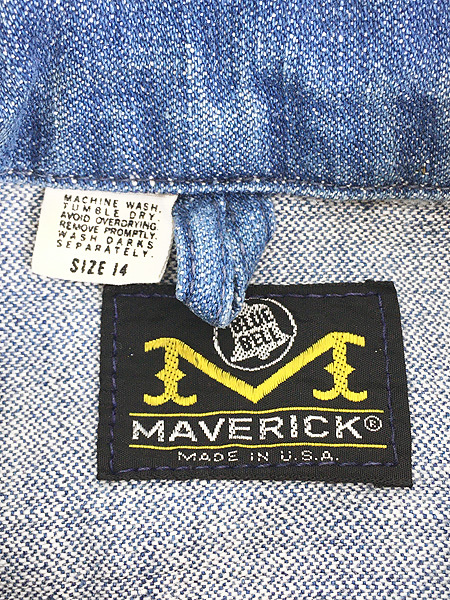 MACHINE WASH.
TUMBLE DRY.
AVOID OVERDRYING.
REMOVE PROMPTLY.
WASH DARKS
SEPARATELY.
SIZE 14
BLUE
BELL
M
MAVERICK®
MADE IN U.S.A.